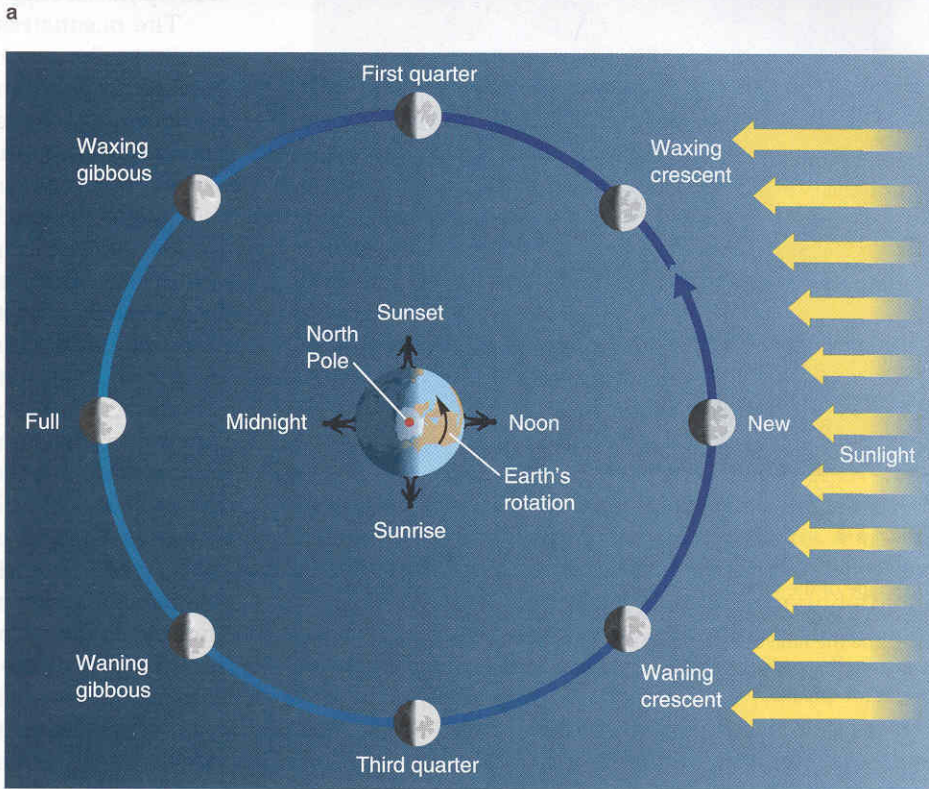 a
First quarter
Waxing
gibbous
Waxing
crescent
Sunset
North
Pole
Full
Midnight
Noon
New
Sunlight
Earth's
rotation
Sunrise
Waning
gibbous
Waning
crescent
Third quarter